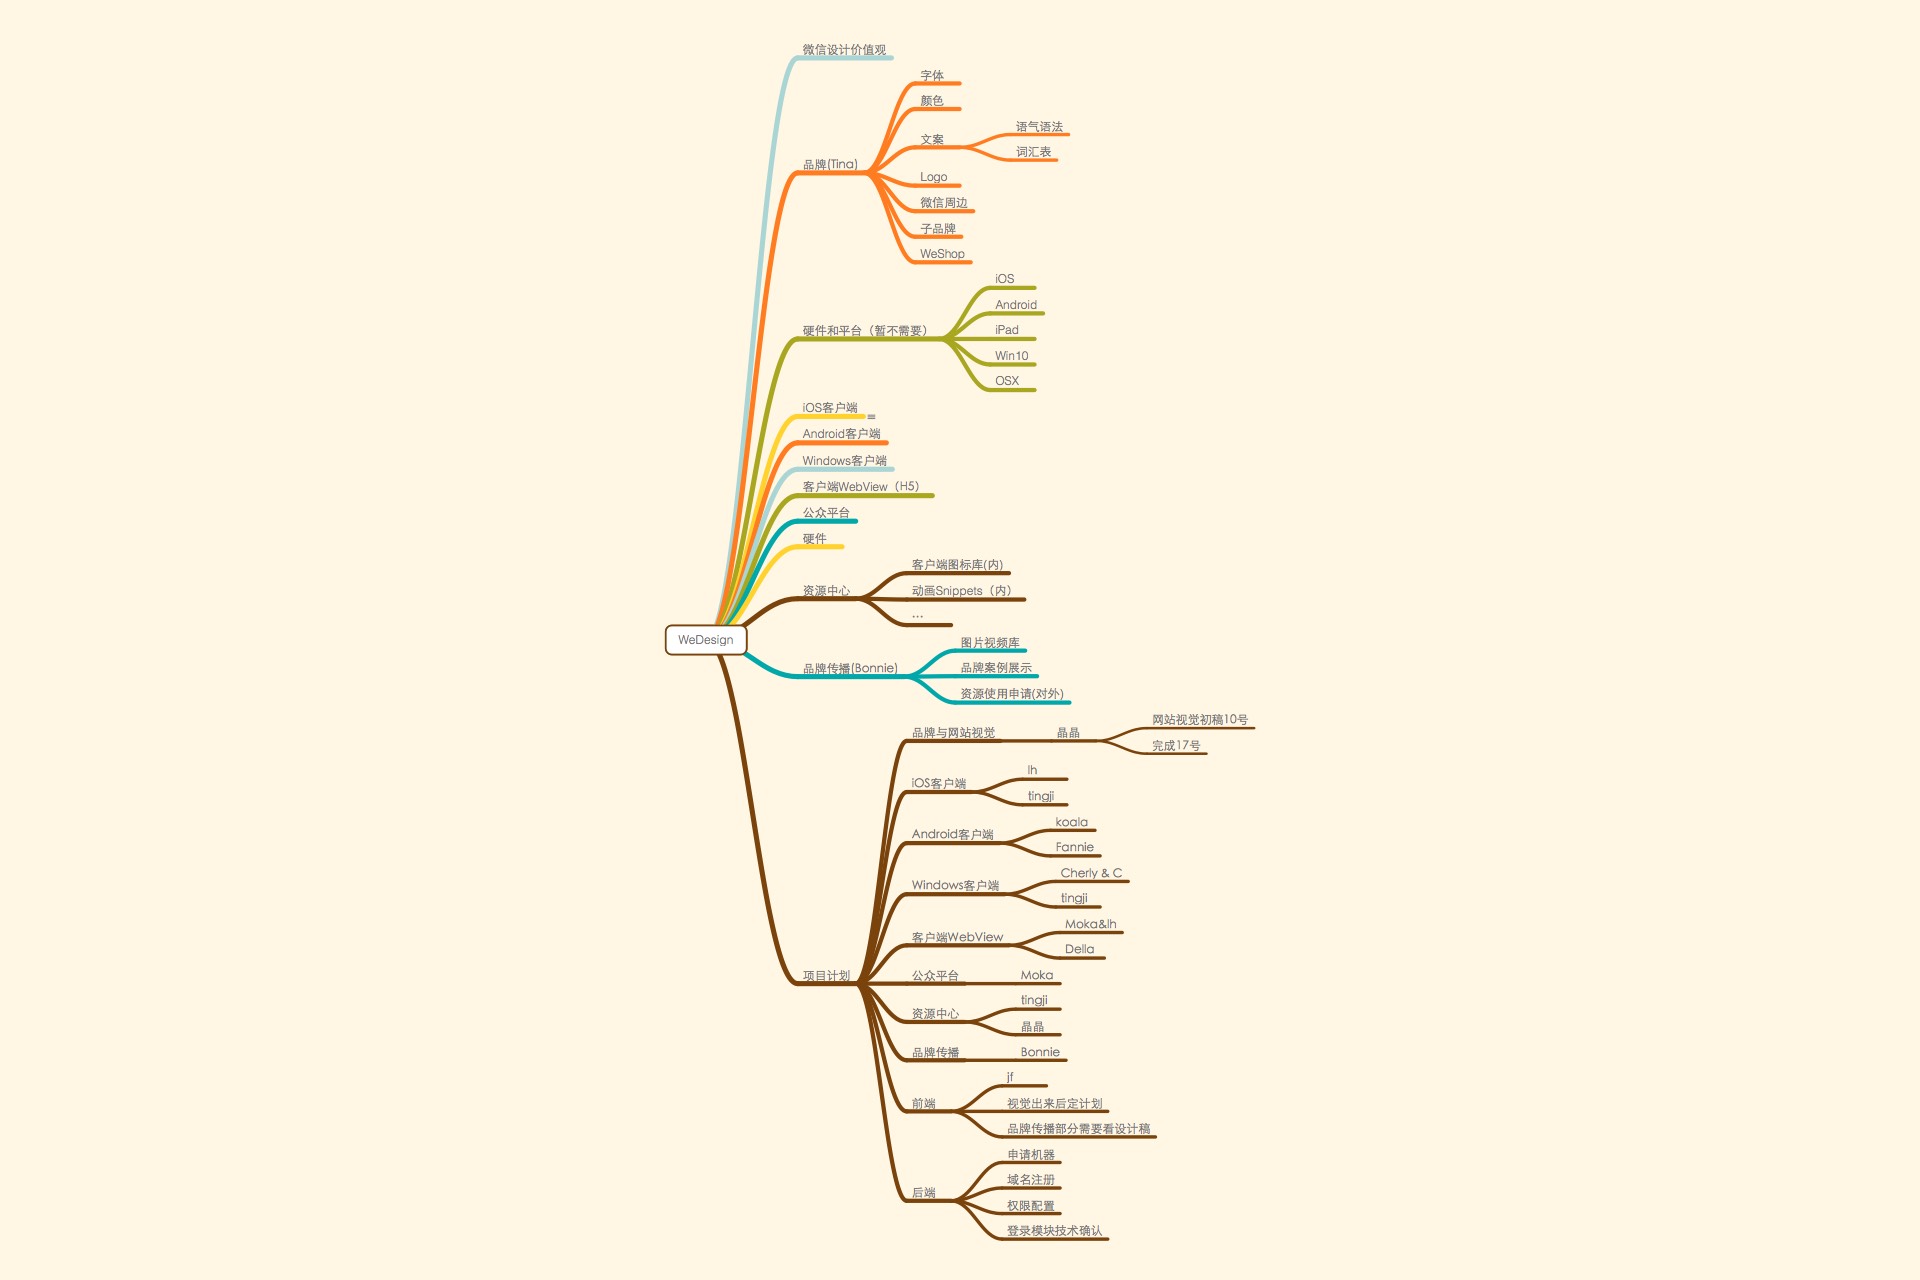 微信设计价值观
字体
颜色
文案
语气语法
词汇表
品牌(Tina)
Logo
微信周边
子品牌
WeShop
iOS
Android
硬件和平台（暂不需要）
iPad
Win10
OSX
iOS客户端
Android客户端
Windows客户端
客户端WebView（H5）
公众平台
硬件
客户端图标库(内)
资源中心
动画Snippets（内）
...
WeDesign
图片视频库
品牌传播(Bonnie)
品牌案例展示
资源使用申请(对外)
品牌与网站视觉
晶晶
网站视觉初稿10号
完成17号
iOS客户端
lh
tingji
Android客户端
koala
Fannie
Windows客户端
Cherly & C
tingji
客户端WebView
Moka&lh
Della
项目计划
公众平台
Moka
资源中心
tingji
晶晶
品牌传播
Bonnie
前端
jf
视觉出来后定计划
品牌传播部分需要看设计稿
后端
申请机器
域名注册
权限配置
登录模块技术确认